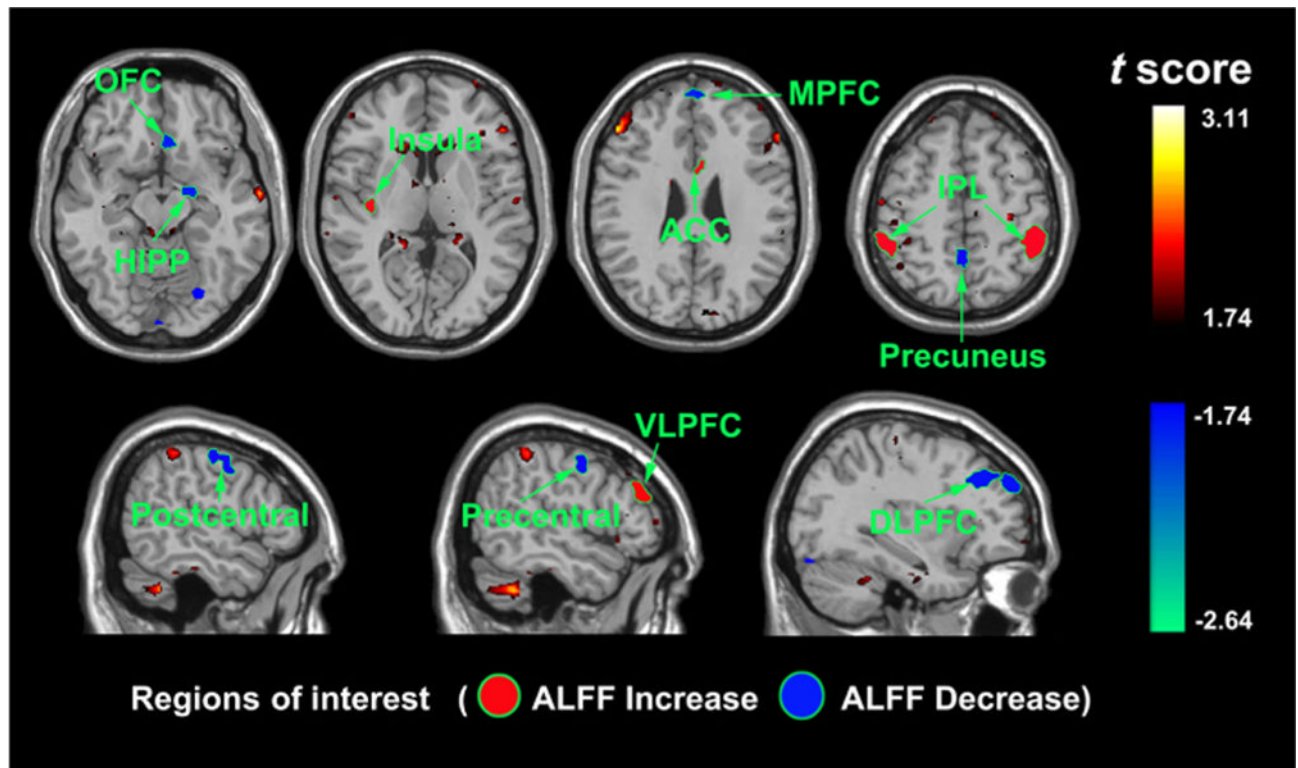 OFC
t score
MPFC
3.11
Insula
IPL
ACC
HIPP
1.74
Precuneus
-1.74
VLPFC
Postcentral
Precentral
DLPFC
-2.64
Regions of interest ( ALFF Increase ALFF Decrease)